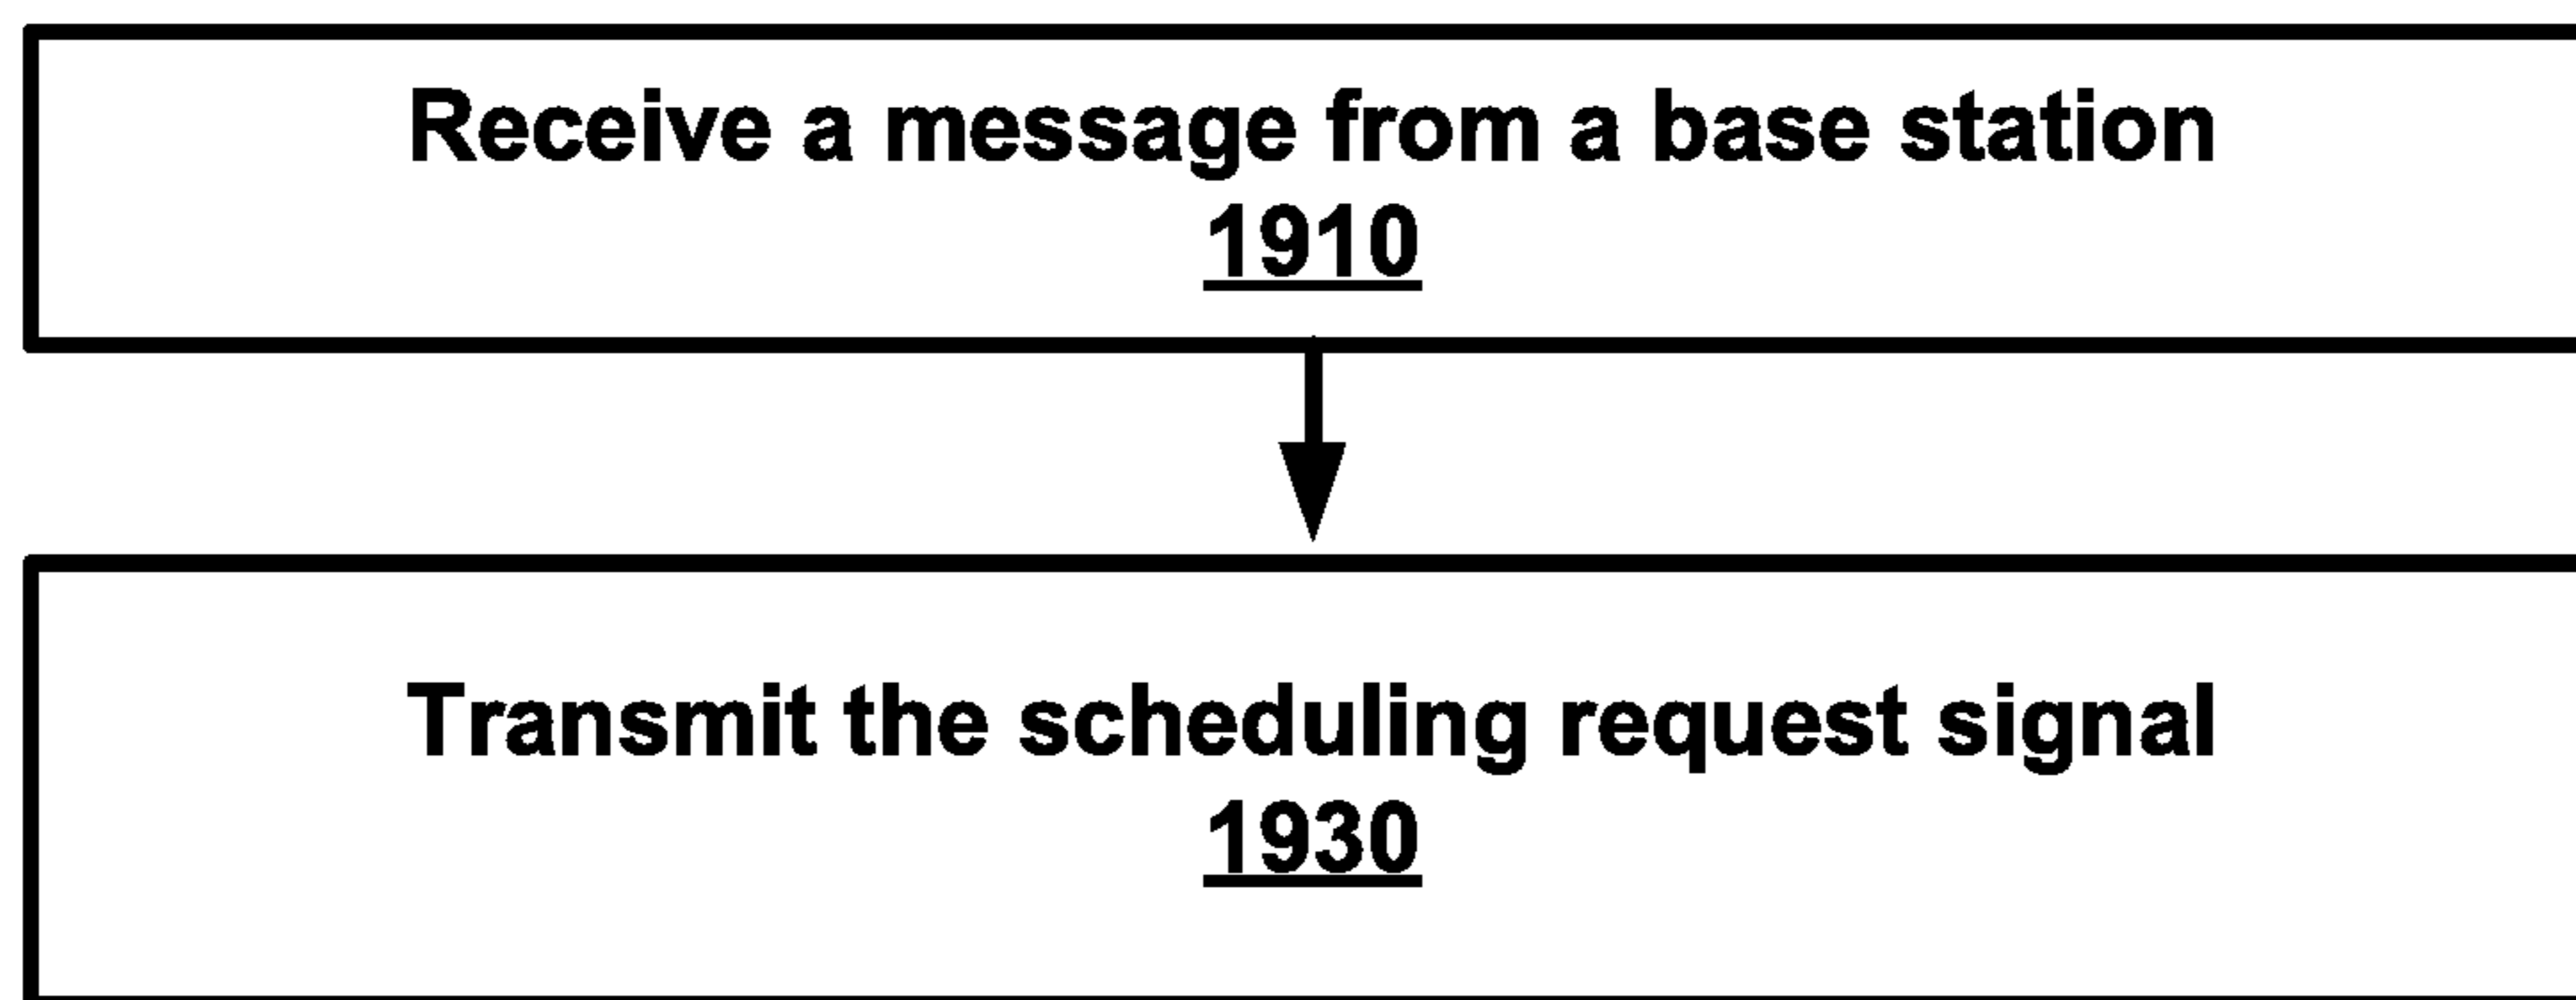 Receive a message from a base station
1910
Transmit the scheduling request signal
1930